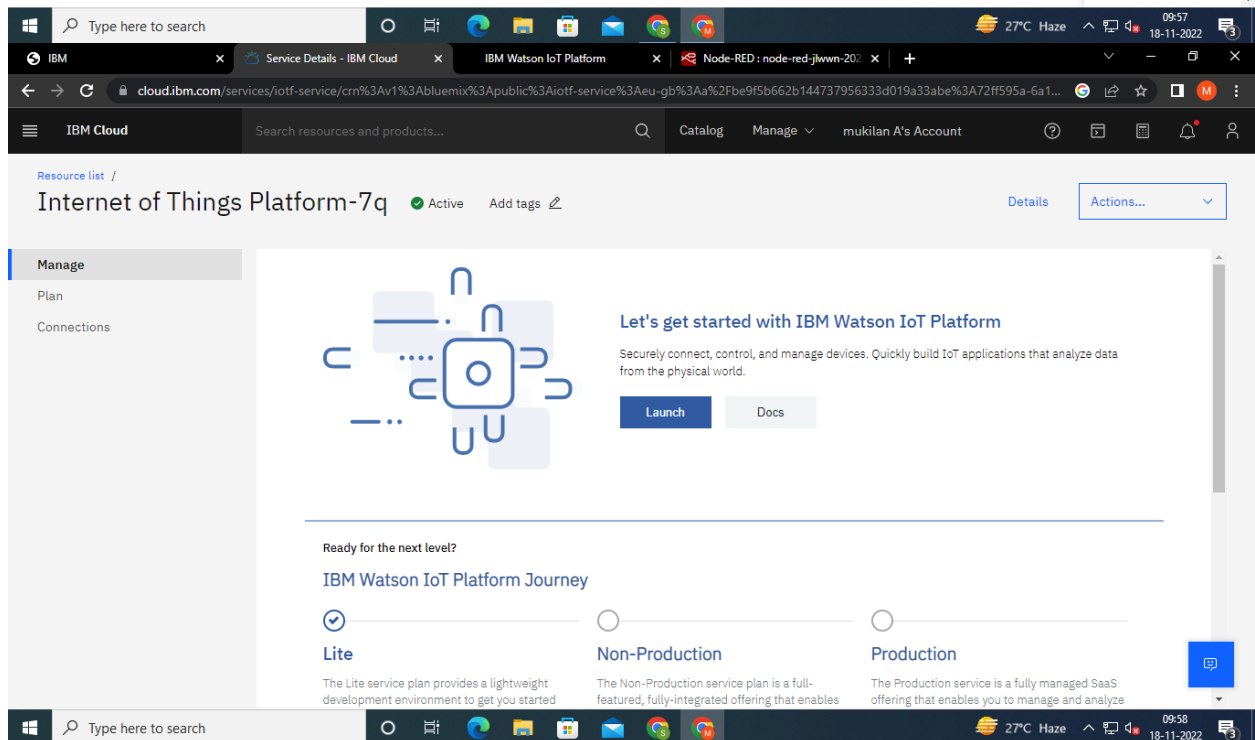 Type here to search
27°C Haze
09:57
18-11-2022
3
IBM
Service Details - IBM Cloud
IBM Watson IoT Platform
Node-RED : node-red-jlwwn-202
cloud.ibm.com/services/iotf-service/crn%3Av1%3Abluemix%3Apublic%3Aiotf-service%3Aeu-gb%3Aa%2Fbe9f5b662b144737956333d019a33abe%3A72ff595a-6a1...
M
IBM Cloud
Search resources and products...
Catalog
Manage
mukilan A's Account
Resource list /
Internet of Things Platform-7q
Active
Add tags
Details
Actions...
Manage
Plan
Connections
Let's get started with IBM Watson IoT Platform
Securely connect, control, and manage devices. Quickly build IoT applications that analyze data
from the physical world.
Launch
Docs
Ready for the next level?
IBM Watson IoT Platform Journey
Lite
Non-Production
Production
The Lite service plan provides a lightweight
development environment to get you started
The Non-Production service plan is a full-
featured, fully-integrated offering that enables
The Production service is a fully managed SaaS
offering that enables you to manage and analyze
Type here to search
27°C Haze
09:58
18-11-2022
3